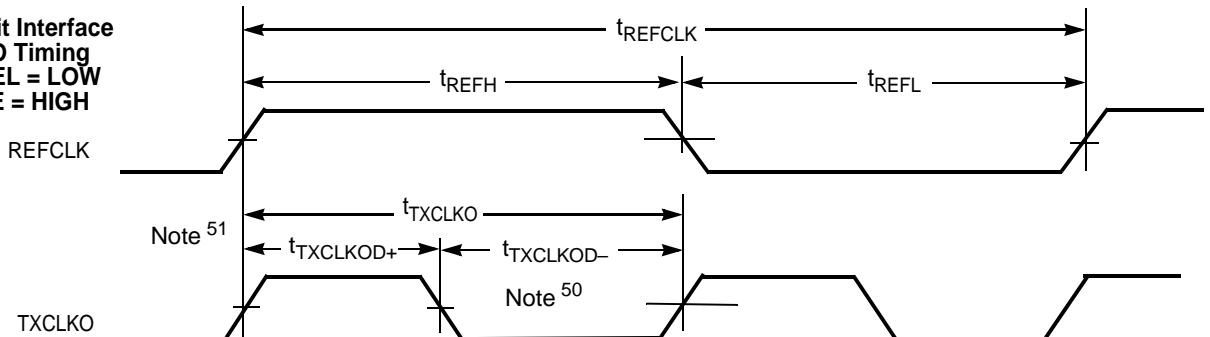 it Interface
Timing
EL = LOW
E = HIGH
tREFCLK
tREFH
tREFL
REFCLK
tTXCLKO
Note 51
tTXCLKOD+
tTXCLKOD–
Note 50
TXCLKO